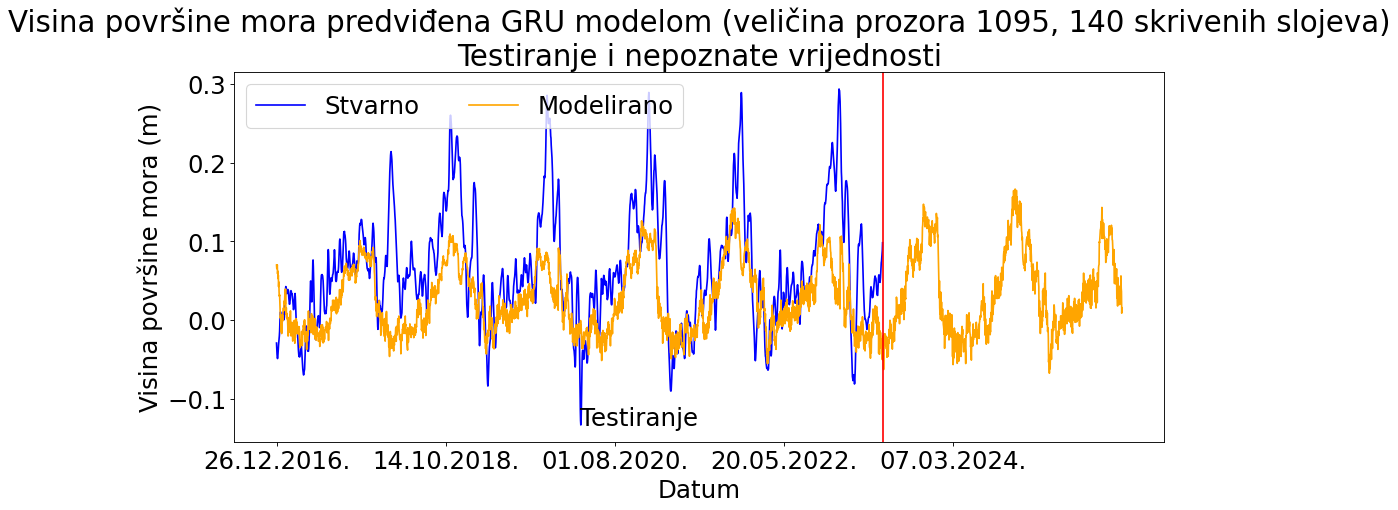 Visina površine mora predviđena GRU modelom (veličina prozora 1095, 140 skrivenih slojeva)
Testiranje i nepoznate vrijednosti
Stvarno Modelirano
Visina površine mora (m)
0.3
0.2
0.1
0.0
−0.1
Testiranje
26.12.2016. 14.10.2018. 01.08.2020. 20.05.2022. 07.03.2024.
Datum